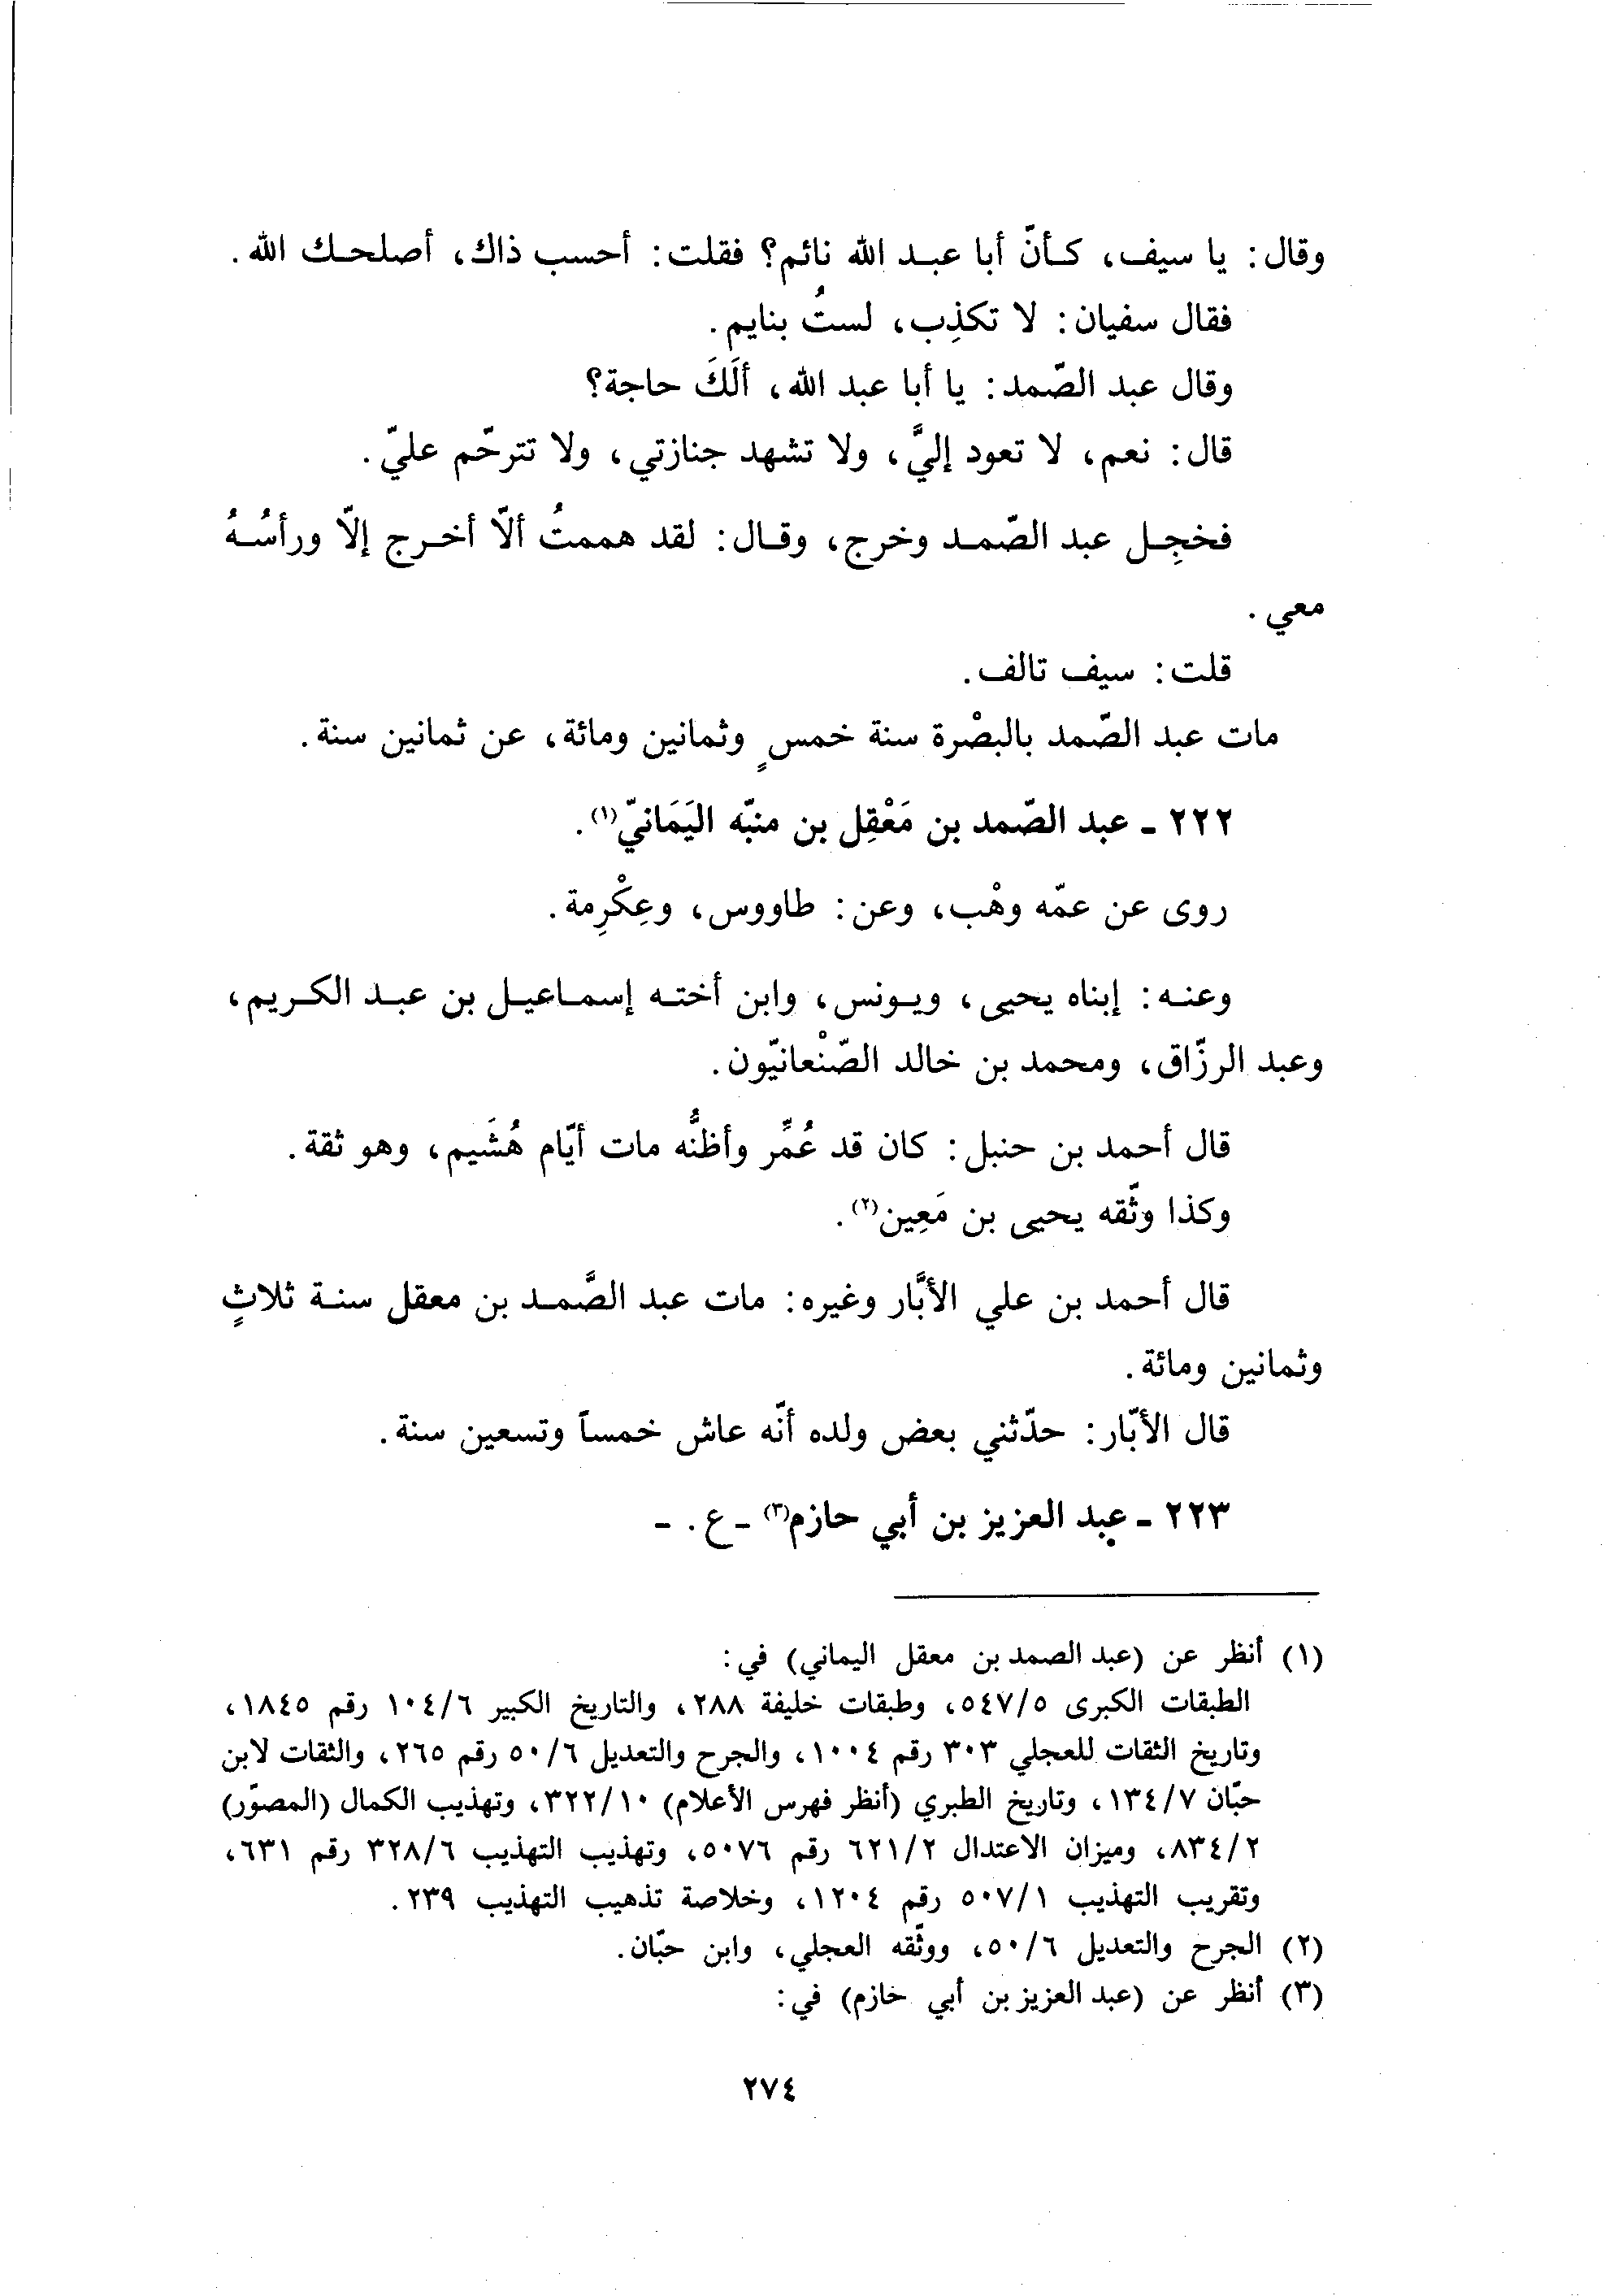 وقال: يا سيف، كأنّ أبا عبد الله نائم؟ فقلت: أحسب ذاك، أصلحك الله.
فقال سفيان: لا تكذِب، لستُ بنايم.
وقال عبد الصّمد: يا أبا عبد الله، ألَكَ حاجة؟
قال: نعم، لا تعود إليَّ، ولا تشهد جنازتي، ولا تترحّم عليّ.
فخجِل عبد الصّمد وخرج، وقال: لقد هممتُ ألّا أخرج إلّا ورأسُهُ
معي.
قلت: سيف تالف.
مات عبد الصّمد بالبصْرة سنة خمسٍ وثمانين ومائة، عن ثمانين سنة.
٢٢٢ - عبد الصّمد بن مَعْقِل بن منبّه اليَمَانيّ(١).
روى عن عمّه وهْب، وعن: طاووس، وعِكْرِمة.
وعنه: إبناه يحيى، ويونس، وابن أخته إسماعيل بن عبد الكريم،
وعبد الرزّاق، ومحمد بن خالد الصّنْعانيّون.
قال أحمد بن حنبل: كان قد عُمِّر وأظنُّه مات أيّام هُشَيم، وهو ثقة.
وكذا وثّقه يحيى بن مَعِين(٢).
قال أحمد بن علي الأبَّار وغيره: مات عبد الصَّمد بن معقل سنة ثلاثٍ
وثمانين ومائة.
قال الأبّار: حدّثني بعض ولده أنّه عاش خمساً وتسعين سنة.
٢٢٣ - عبد العزيز بن أبي حازم(٣) - ع. -
(١) أنظر عن (عبد الصمد بن معقل اليماني) في:
الطبقات الكبرى ٥٤٧/٥، وطبقات خليفة ٢٨٨، والتاريخ الكبير ١٠٤/٦ رقم ١٨٤٥،
وتاريخ الثقات للعجلي ٣٠٣ رقم ١٠٠٤، والجرح والتعديل ٥٠/٦ رقم ٢٦٥، والثقات لابن
حبّان ١٣٤/٧، وتاريخ الطبري (أنظر فهرس الأعلام) ٣٢٢/١٠، وتهذيب الكمال (المصوّر)
٨٣٤/٢، وميزان الاعتدال ٦٢١/٢ رقم ٥٠٧٦، وتهذيب التهذيب ٣٢٨/٦ رقم ٦٣١،
وتقريب التهذيب ٥٠٧/١ رقم ١٢٠٤، وخلاصة تذهيب التهذيب ٢٣٩.
(٢) الجرح والتعديل ٥٠/٦، ووثّقه العجلي، وابن حبّان.
(٣) أنظر عن (عبد العزيز بن أبي خازم) في:
٢٧٤